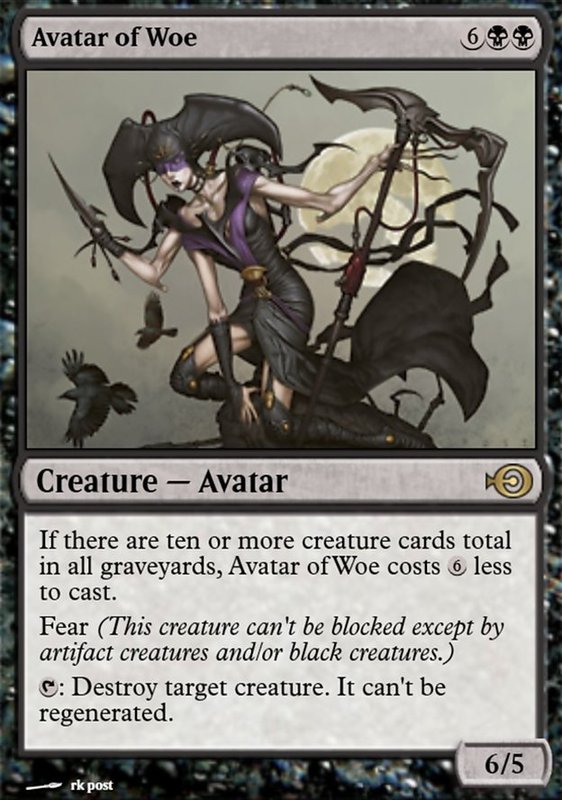 Avatar of Woe 6
Creature — Avatar
If there are ten or more creature cards total
in all graveyards, Avatar of Woe costs 6 less
to cast.
Fear (This creature can't be blocked except by
artifact creatures and/or black creatures.)
: Destroy target creature. It can't be
regenerated.
6/5
rk post